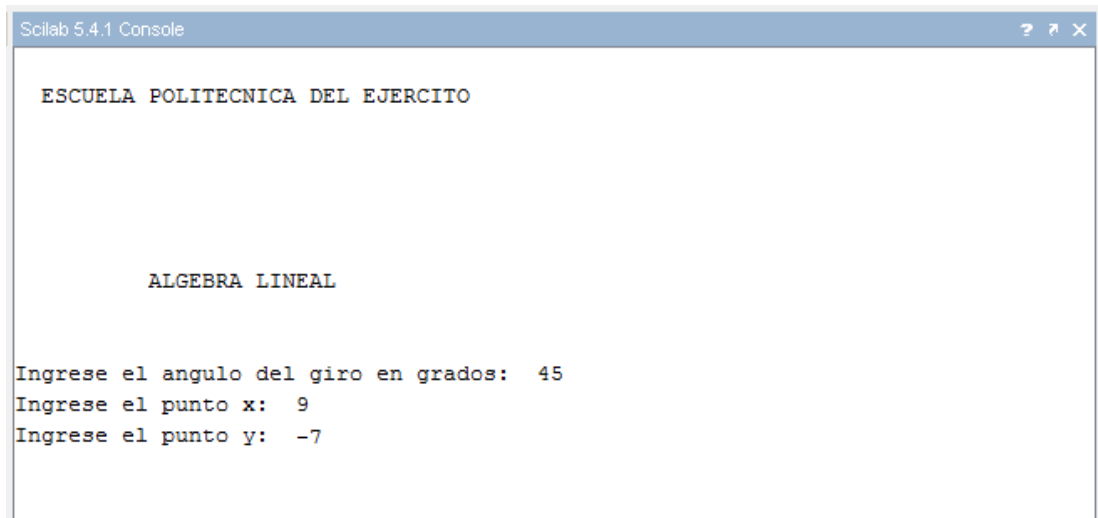 Scilab 5.4.1 Console ? X
ESCUELA POLITECNICA DEL EJERCITO
ALGEBRA LINEAL
Ingrese el angulo del giro en grados: 45
Ingrese el punto x: 9
Ingrese el punto y: -7